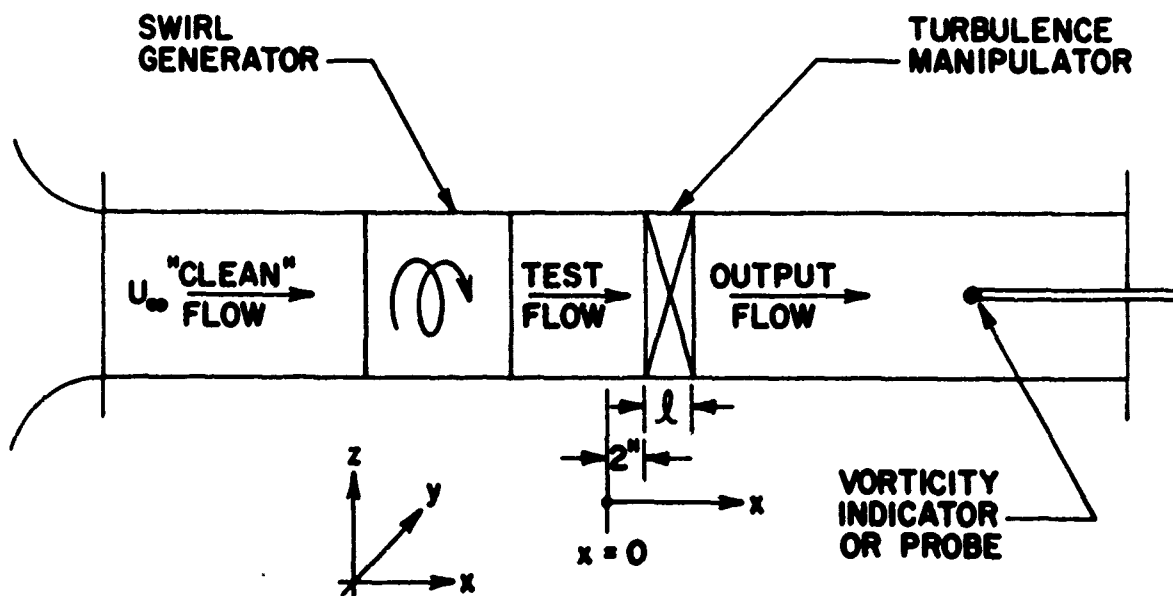 SWIRL
GENERATOR
TURBULENCE
MANIPULATOR
U∞ "CLEAN"
FLOW
TEST
FLOW
OUTPUT
FLOW
ℓ
2"
x
x = 0
z
y
x
VORTICITY
INDICATOR
OR PROBE